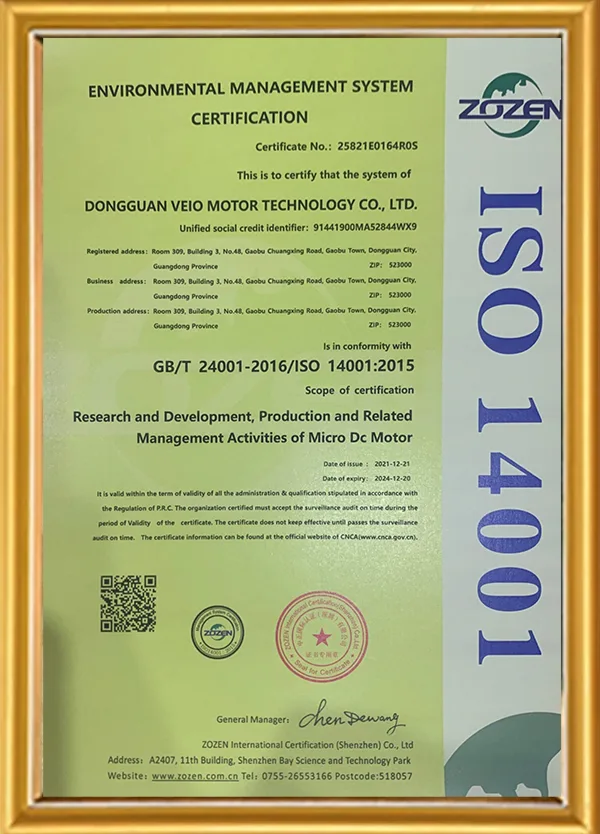 ENVIRONMENTAL MANAGEMENT SYSTEM
CERTIFICATION
Certificate No.: 25821E0164R0S
This is to certify that the system of
DONGGUAN VEIO MOTOR TECHNOLOGY CO., LTD.
Unified social credit identifier: 91441900MA52844WX9
Registered address: Room 309, Building 3, No.48, Gaobu Chuangxing Road, Gaobu Town, Dongguan City,
Guangdong Province ZIP: 523000
Business address: Room 309, Building 3, No.48, Gaobu Chuangxing Road, Gaobu Town, Dongguan City,
Guangdong Province ZIP: 523000
Production address: Room 309, Building 3, No.48, Gaobu Chuangxing Road, Gaobu Town, Dongguan City,
Guangdong Province ZIP: 523000
Is in conformity with
GB/T 24001-2016/ISO 14001:2015
Scope of certification
Research and Development, Production and Related
Management Activities of Micro Dc Motor
Date of issue : 2021-12-21
Date of expiry: 2024-12-20
It is valid within the term of validity of all the administration & qualification stipulated in accordance with
the Regulation of P.R.C. The organization certified must accept the surveillance audit on time during the
period of Validity of the certificate. The certificate does not keep effective until passes the surveillance
audit on time. The certificate information can be found at the official website of CNCA(www.cnca.gov.cn).
ZOZEN
ZOZEN International Certification (Shenzhen) Co., Ltd.
Seal for Certificate
General Manager: Chen Dewang
ZOZEN International Certification (Shenzhen) Co., Ltd
Address: A2407, 11th Building, Shenzhen Bay Science and Technology Park
Website: www.zozen.com.cn Tel: 0755-26553166 Postcode:518057
ZOZEN
ISO 14001